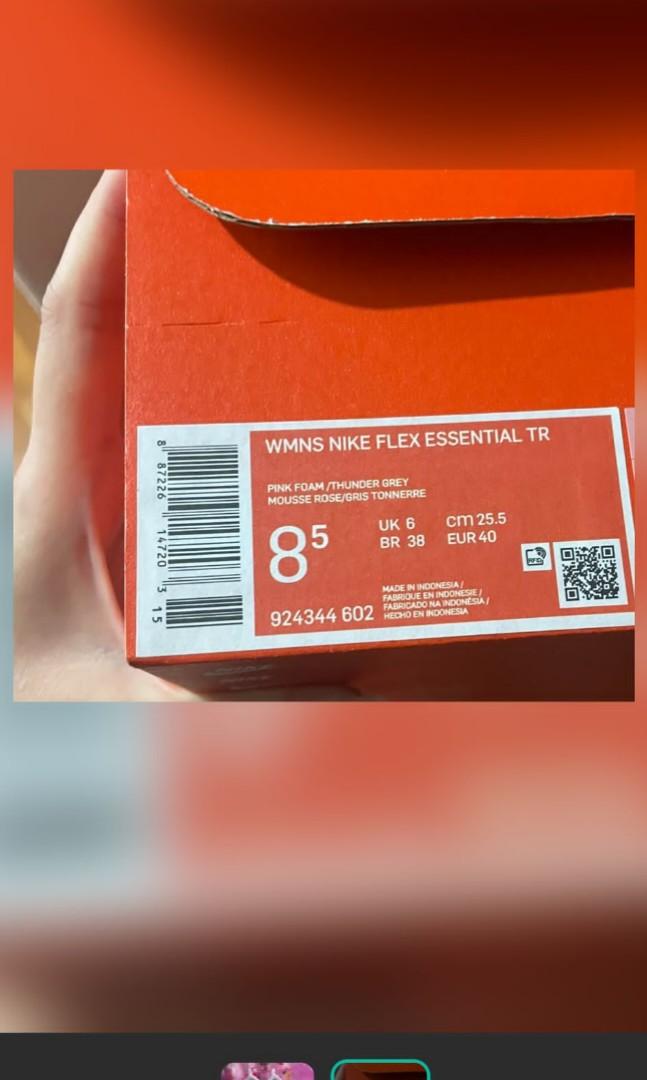 WMNS NIKE FLEX ESSENTIAL TR
PINK FOAM /THUNDER GREY
MOUSSE ROSE/GRIS TONNERRE
8⁵
UK 6 cm 25.5
BR 38 EUR 40
MADE IN INDONESIA /
FABRIQUE EN INDONESIE /
FABRICADO NA INDONÉSIA /
HECHO EN INDONESIA
924344 602
8 87226 14720 3 15